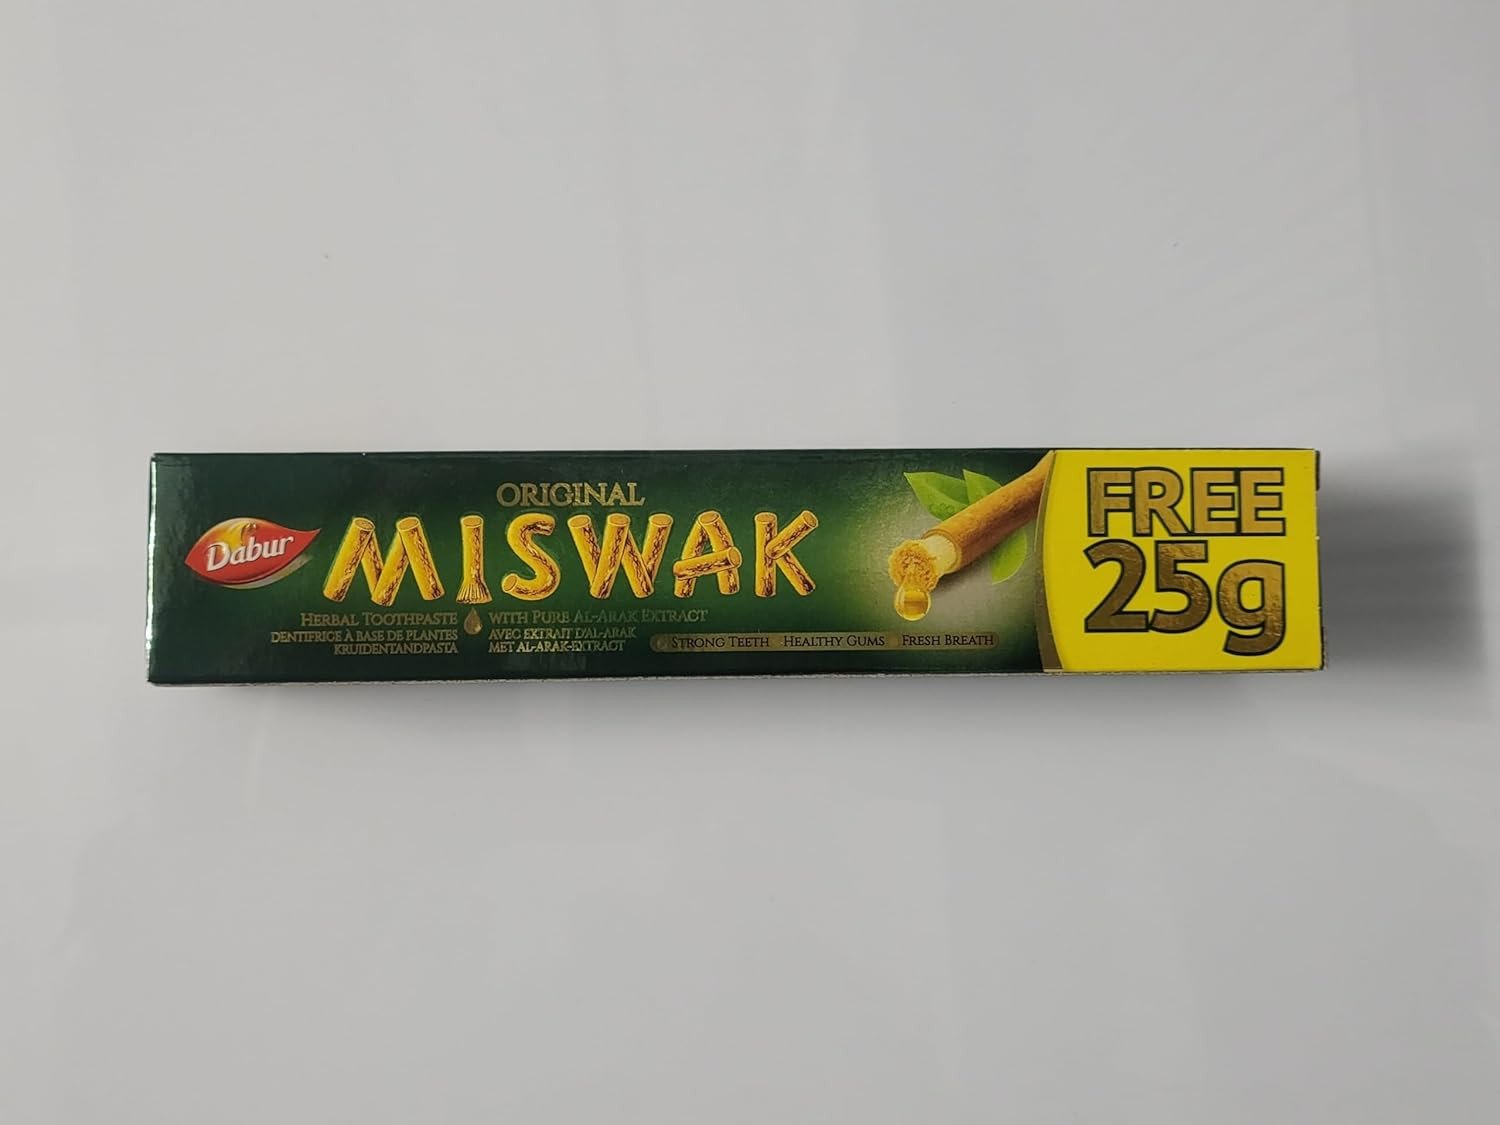 Dabur
ORIGINAL
MISWAK
HERBAL TOOTHPASTE WITH PURE AL-ARAK EXTRACT
DENTIFRICE À BASE DE PLANTES AVEC EXTRAIT D'AL-ARAK
KRUIDENTANDPASTA MET AL-ARAK-EXTRACT
STRONG TEETH HEALTHY GUMS FRESH BREATH
FREE
25g